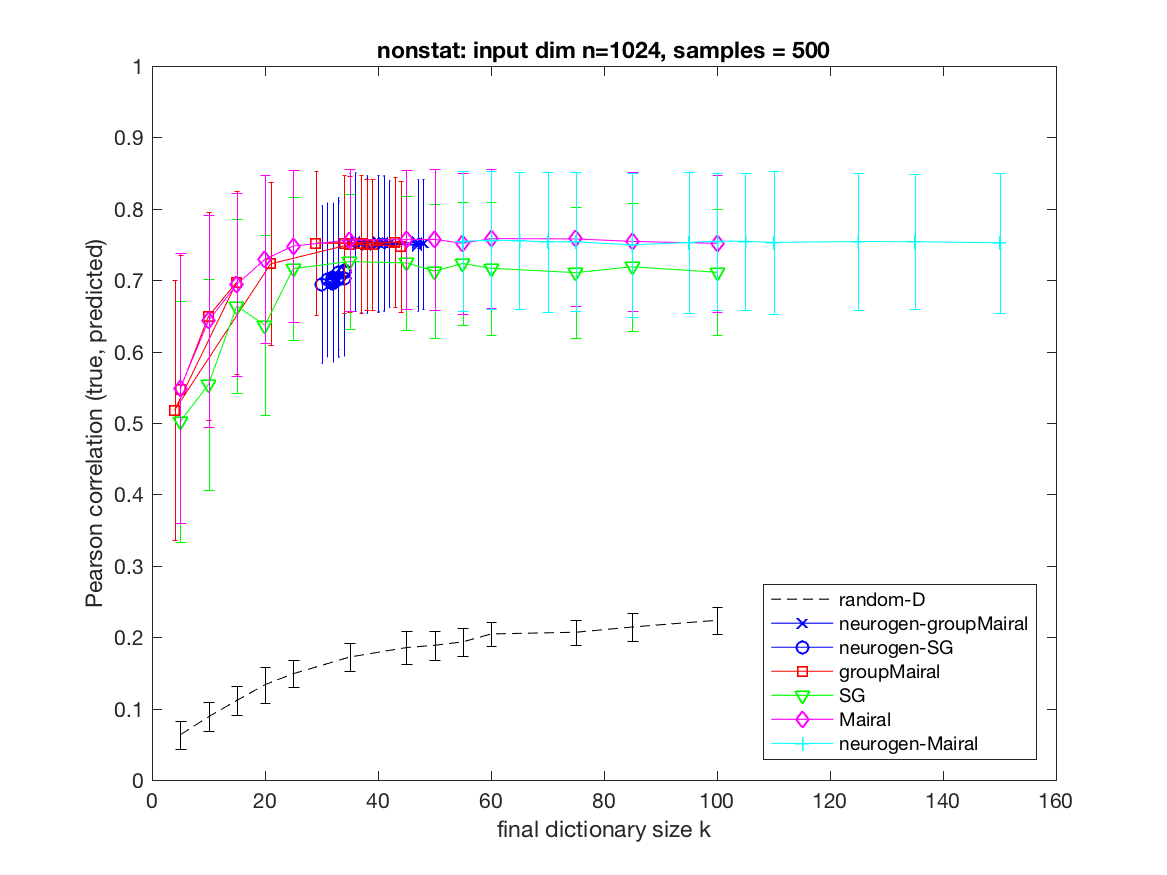 nonstat: input dim n=1024, samples = 500
1
0.9
0.8
0.7
0.6
0.5
0.4
0.3
0.2
0.1
0
Pearson correlation (true, predicted)
random-D
neurogen-groupMairal
neurogen-SG
groupMairal
SG
Mairal
neurogen-Mairal
0 20 40 60 80 100 120 140 160
final dictionary size k